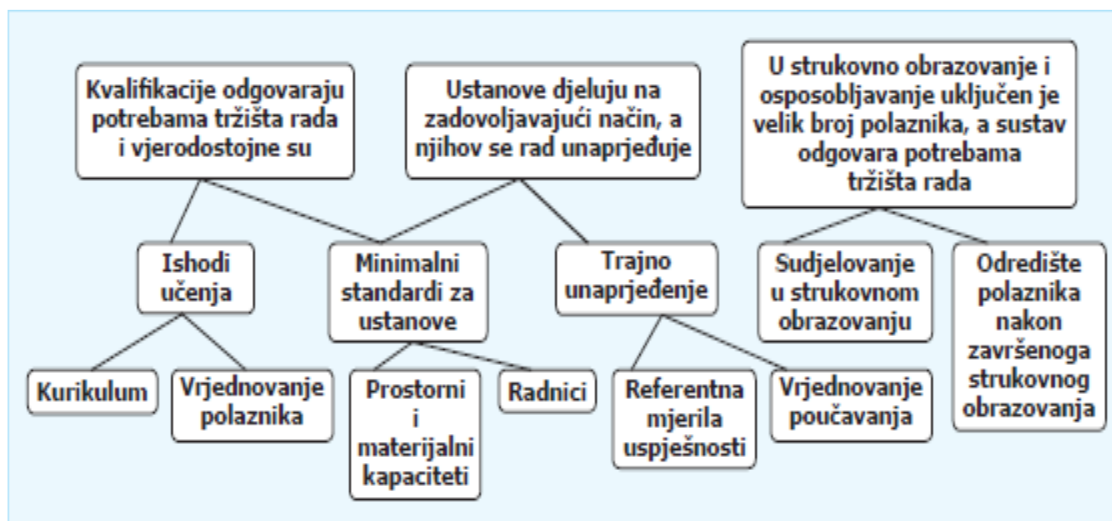 Kvalifikacije odgovaraju
potrebama tržišta rada
i vjerodostojne su
Ustanove djeluju na
zadovoljavajući način, a
njihov se rad unaprjeđuje
U strukovno obrazovanje i
osposobljavanje uključen je
velik broj polaznika, a sustav
odgovara potrebama
tržišta rada
Ishodi
učenja
Minimalni
standardi za
ustanove
Trajno
unaprjeđenje
Sudjelovanje
u strukovnom
obrazovanju
Odredište
polaznika
nakon
završenoga
strukovnog
obrazovanja
Kurikulum
Vrjednovanje
polaznika
Prostorni
i
materijalni
kapaciteti
Radnici
Referentna
mjerila
uspješnosti
Vrjednovanje
poučavanja